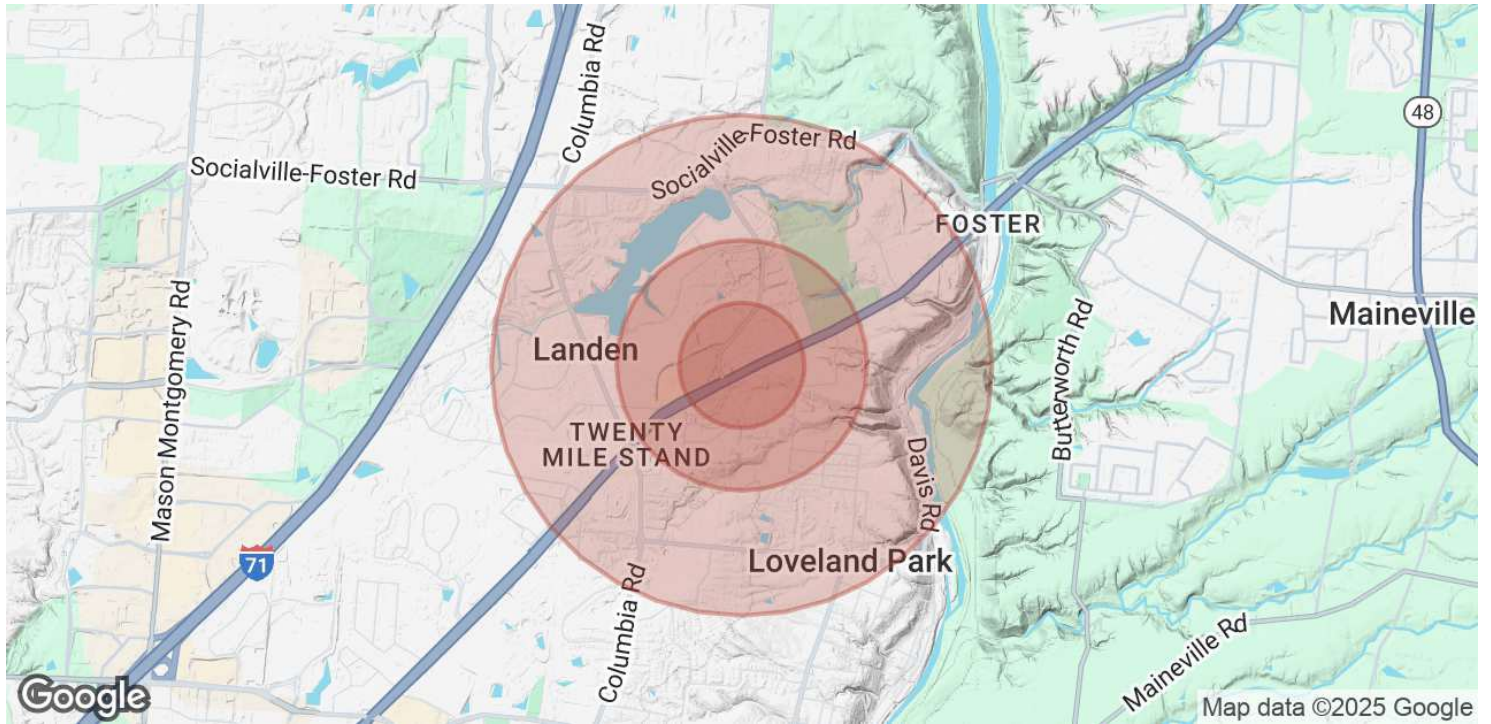 Columbia Rd
48
Socialville-Foster Rd
Socialville-Foster Rd
FOSTER
Mason Montgomery Rd
Landen
Butterworth Rd
Maineville
TWENTY
MILE STAND
Davis Rd
71
Loveland Park
Columbia Rd
Maineville Rd
Google
Map data ©2025 Google